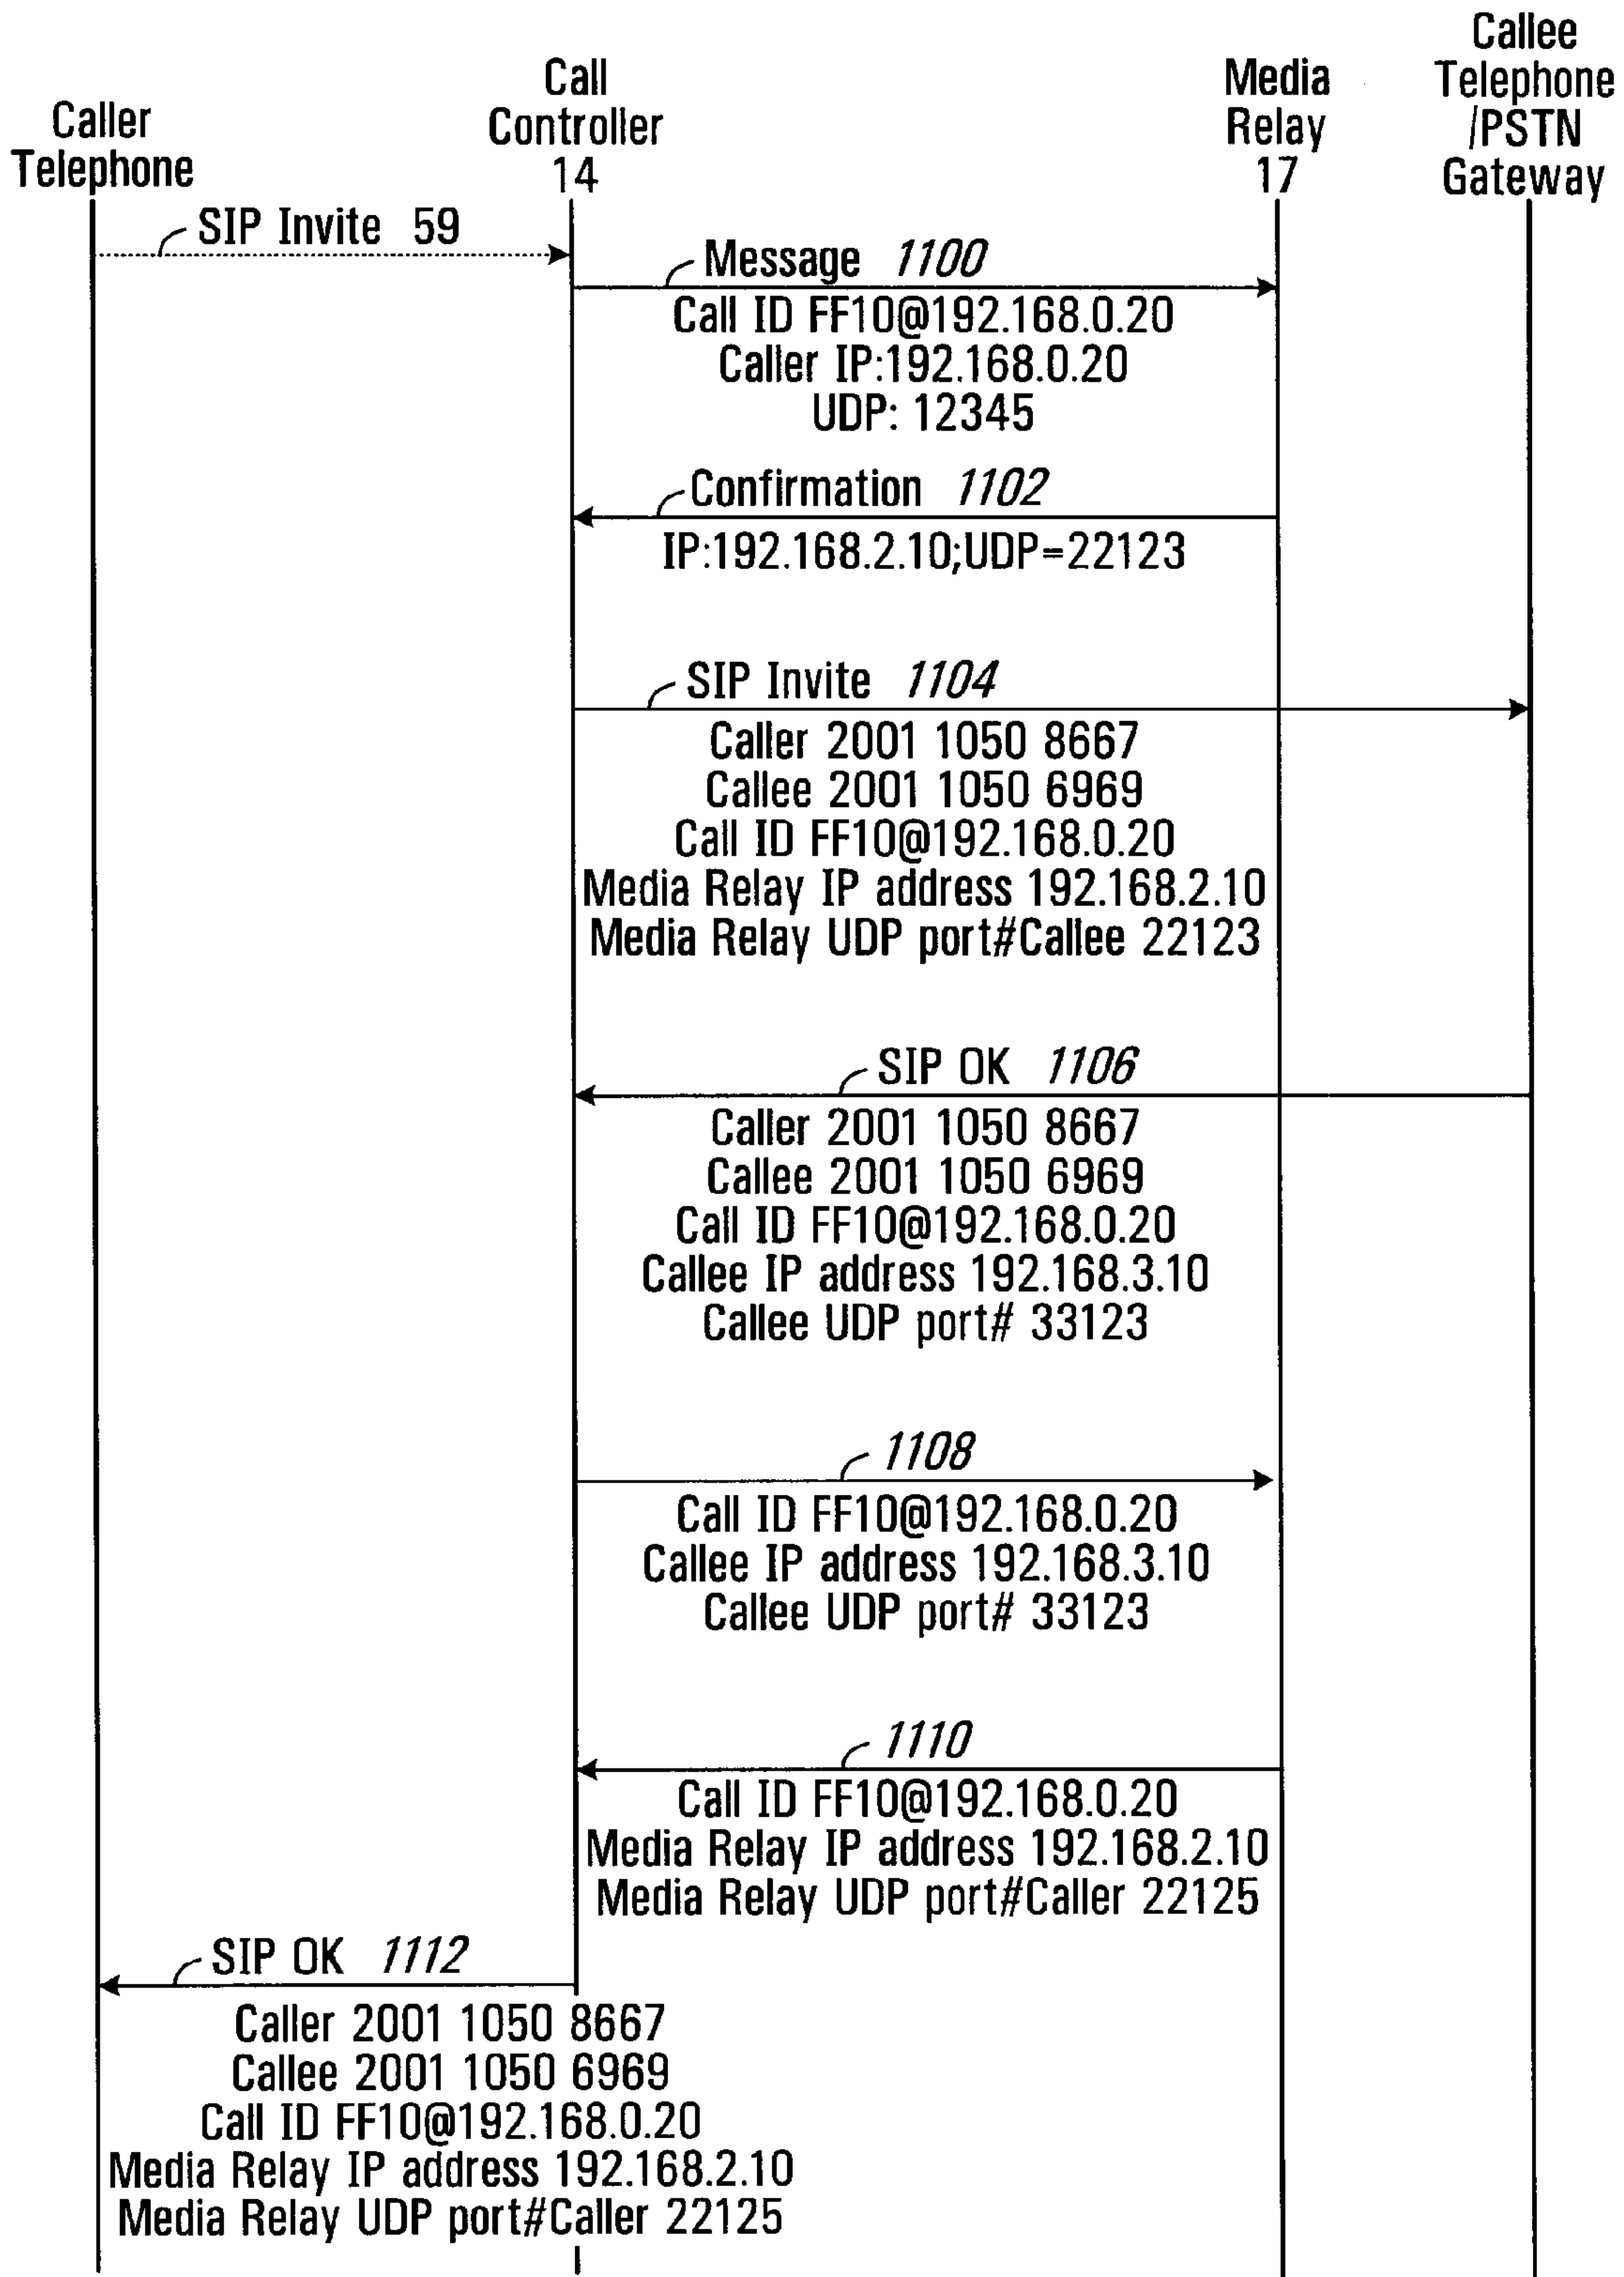 Caller
Telephone
Call
Controller
14
Media
Relay
17
Callee
Telephone
/PSTN
Gateway
SIP Invite 59
Message 1100
Call ID FF10@192.168.0.20
Caller IP:192.168.0.20
UDP: 12345
Confirmation 1102
IP:192.168.2.10;UDP=22123
SIP Invite 1104
Caller 2001 1050 8667
Callee 2001 1050 6969
Call ID FF10@192.168.0.20
Media Relay IP address 192.168.2.10
Media Relay UDP port#Callee 22123
SIP OK 1106
Caller 2001 1050 8667
Callee 2001 1050 6969
Call ID FF10@192.168.0.20
Callee IP address 192.168.3.10
Callee UDP port# 33123
1108
Call ID FF10@192.168.0.20
Callee IP address 192.168.3.10
Callee UDP port# 33123
1110
Call ID FF10@192.168.0.20
Media Relay IP address 192.168.2.10
Media Relay UDP port#Caller 22125
SIP OK 1112
Caller 2001 1050 8667
Callee 2001 1050 6969
Call ID FF10@192.168.0.20
Media Relay IP address 192.168.2.10
Media Relay UDP port#Caller 22125